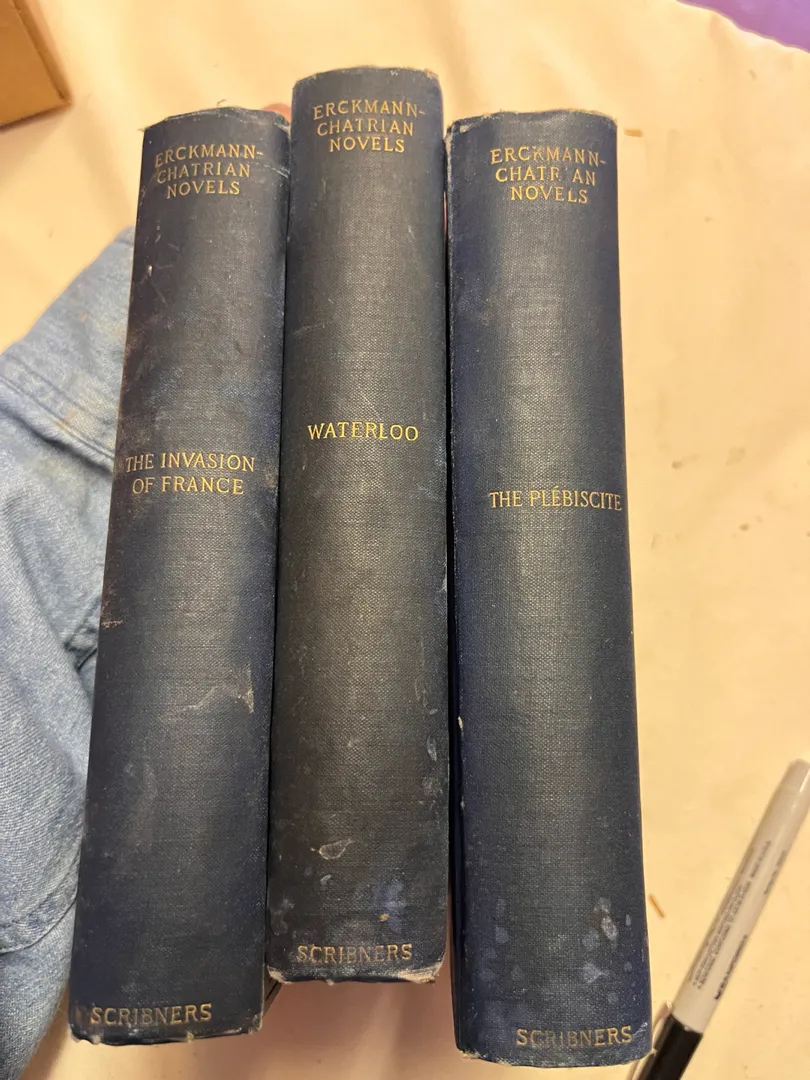 ERCKMANN-
CHATRIAN
NOVELS
THE INVASION
OF FRANCE
SCRIBNERS
ERCKMANN-
CHATRIAN
NOVELS
WATERLOO
SCRIBNERS
ERCKMANN-
CHATR AN
NOVELS
THE PLÉBISCITE
SCRIBNERS